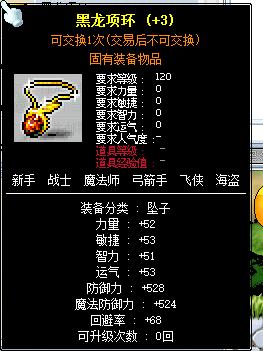 黑龙项环 (+3)
可交换1次(交易后不可交换)
固有装备物品
要求等级 : 120
要求力量 : 0
要求敏捷 : 0
要求智力 : 0
要求运气 : 0
要求人气度 : -
道具等级 : -
道具经验值 : -
新手 战士 魔法师 弓箭手 飞侠 海盗
装备分类 : 坠子
力量 : +52
敏捷 : +53
智力 : +51
运气 : +53
防御力 : +528
魔法防御力 : +524
回避率 : +68
可升级次数 : 0回